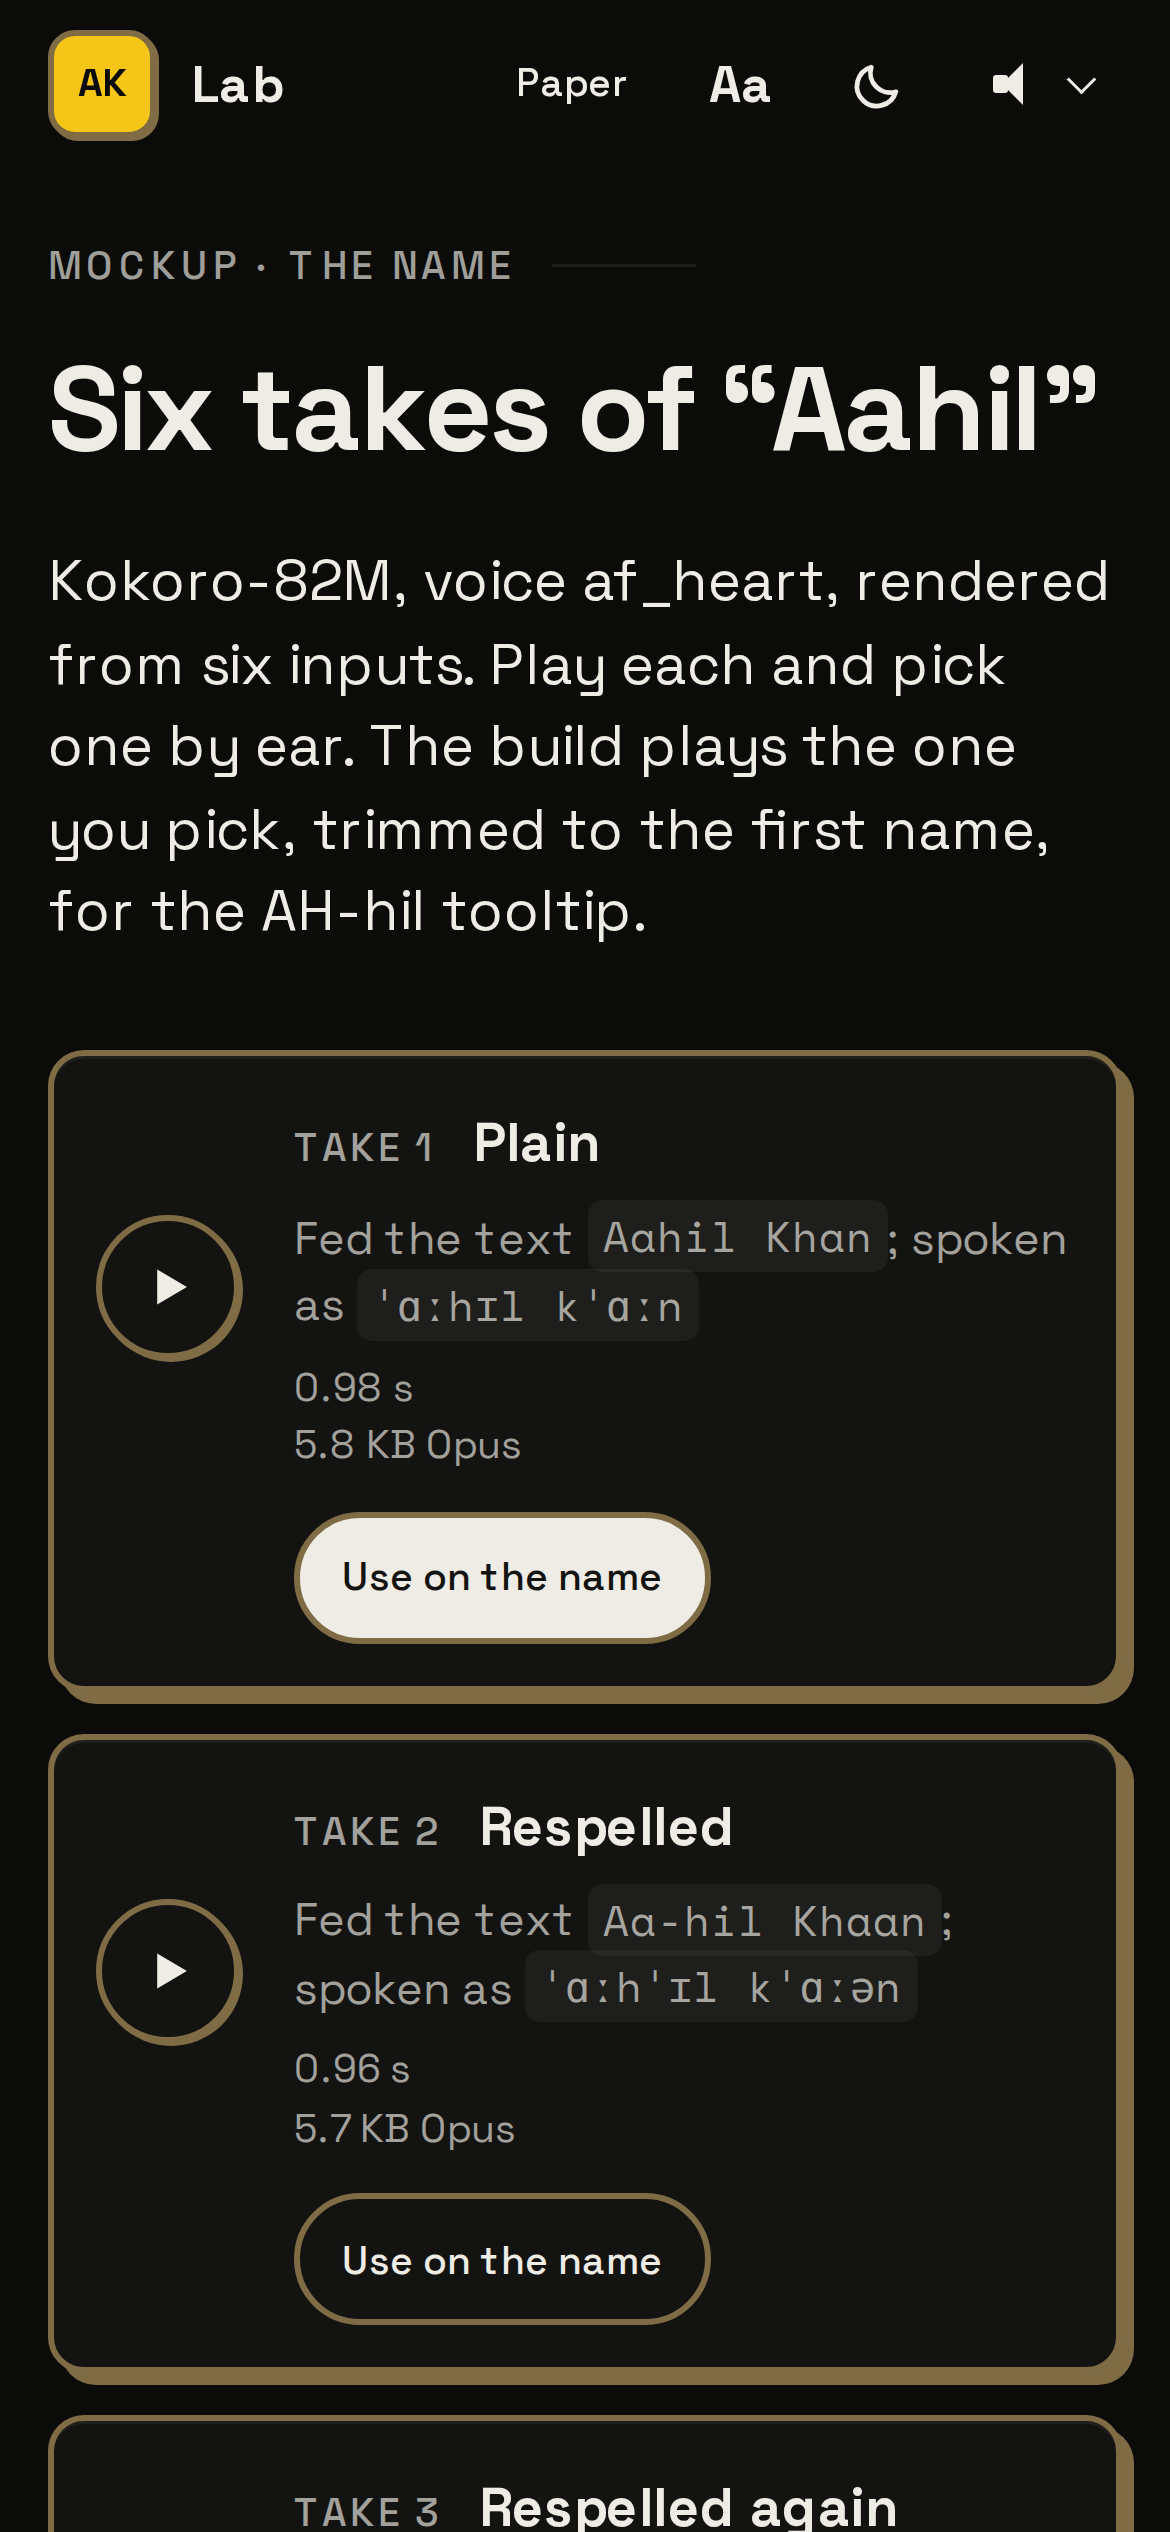 AK Lab Paper Aa
MOCKUP · THE NAME
Six takes of “Aahil”
Kokoro-82M, voice af_heart, rendered
from six inputs. Play each and pick
one by ear. The build plays the one
you pick, trimmed to the first name,
for the AH-hil tooltip.
TAKE 1 Plain
Fed the text Aahil Khan; spoken
as ˈɑːhɪl kˈɑːn
0.98 s
5.8 KB Opus
Use on the name
TAKE 2 Respelled
Fed the text Aa-hil Khaan;
spoken as ˈɑːhˈɪl kˈɑːən
0.96 s
5.7 KB Opus
Use on the name
TAKE 3 Respelled again